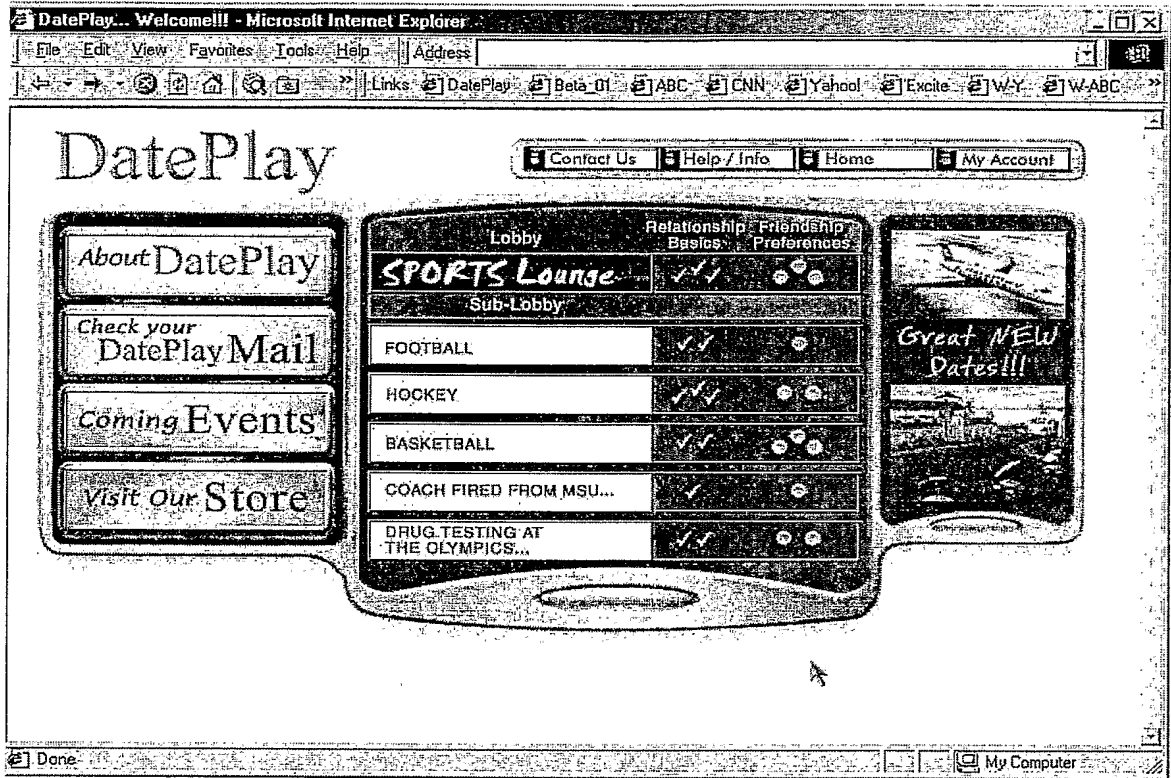 DatePlay... Welcome!!! - Microsoft Internet Explorer
File Edit View Favorites Tools Help Address
Links DatePlay Beta_01 ABC CNN Yahoo! Excite W-Y W-ABC
DatePlay
Contact Us Help / Info Home My Account
About DatePlay
Check your
DatePlay Mail
Coming Events
Visit Our Store
Lobby
Relationship
Basics
Friendship
Preferences
SPORTS Lounge
Sub-Lobby
FOOTBALL
HOCKEY
BASKETBALL
COACH FIRED FROM MSU...
DRUG TESTING AT
THE OLYMPICS...
Great NEW
Dates!!!
Done
My Computer